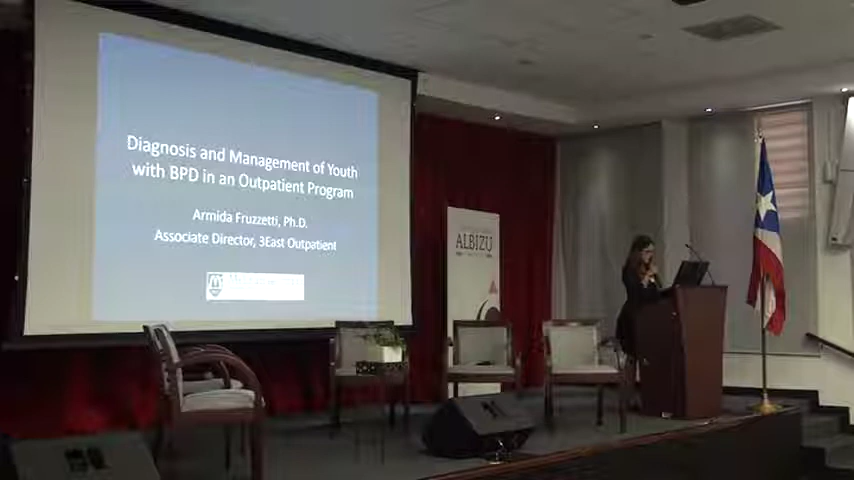 Diagnosis and Management of Youth
with BPD in an Outpatient Program
Armida Fruzzetti, Ph.D.
Associate Director, 3East Outpatient
ALBIZU